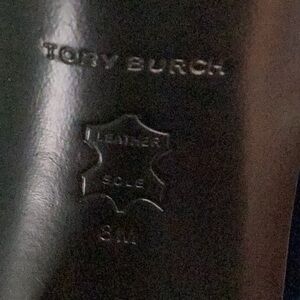 TORY BURCH
LEATHER
SOLE
8M